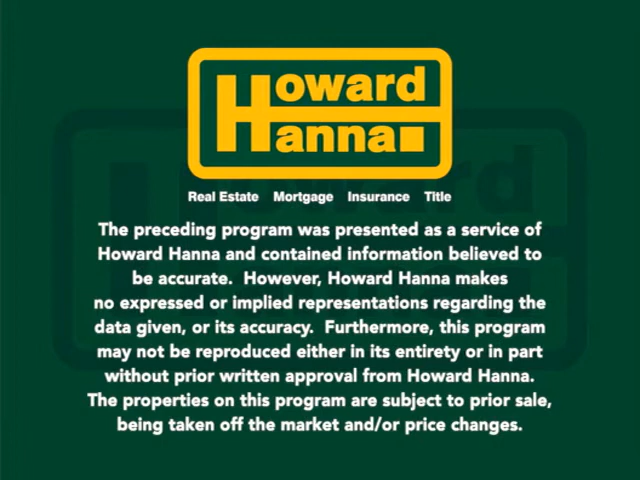 Howard
Hanna
Real Estate Mortgage Insurance Title
The preceding program was presented as a service of
Howard Hanna and contained information believed to
be accurate. However, Howard Hanna makes
no expressed or implied representations regarding the
data given, or its accuracy. Furthermore, this program
may not be reproduced either in its entirety or in part
without prior written approval from Howard Hanna.
The properties on this program are subject to prior sale,
being taken off the market and/or price changes.